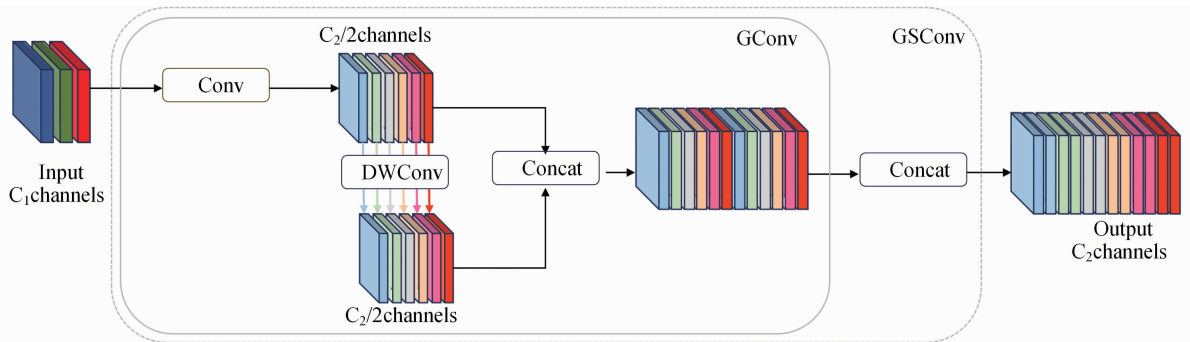 C₂/2channels
GConv
GSConv
Conv
Input
C₁channels
DWConv
Concat
Concat
C₂/2channels
Output
C₂channels